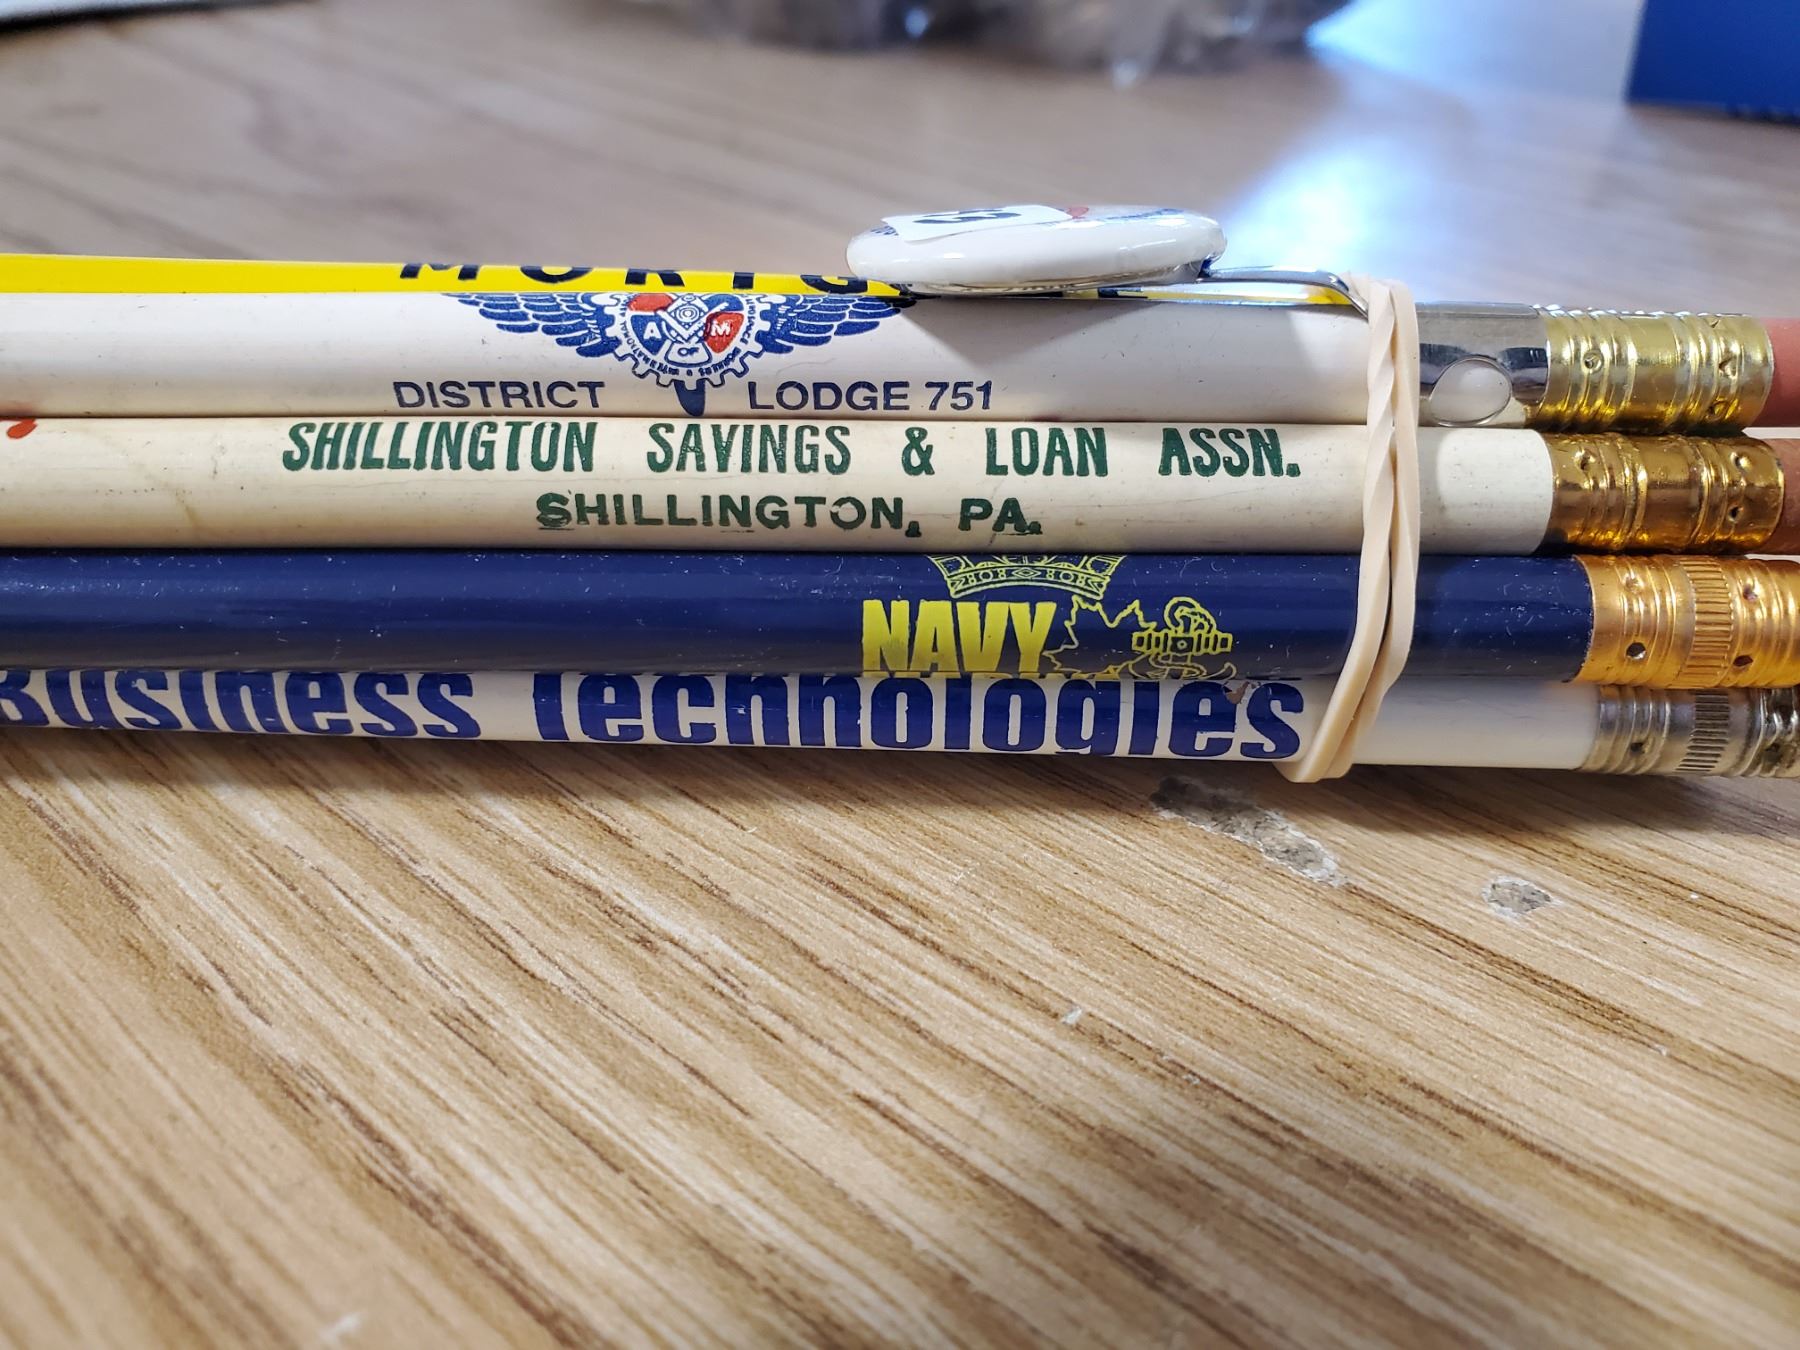 DISTRICT LODGE 751
SHILLINGTON SAVINGS & LOAN ASSN.
SHILLINGTON, PA.
NAVY
Business Technologies